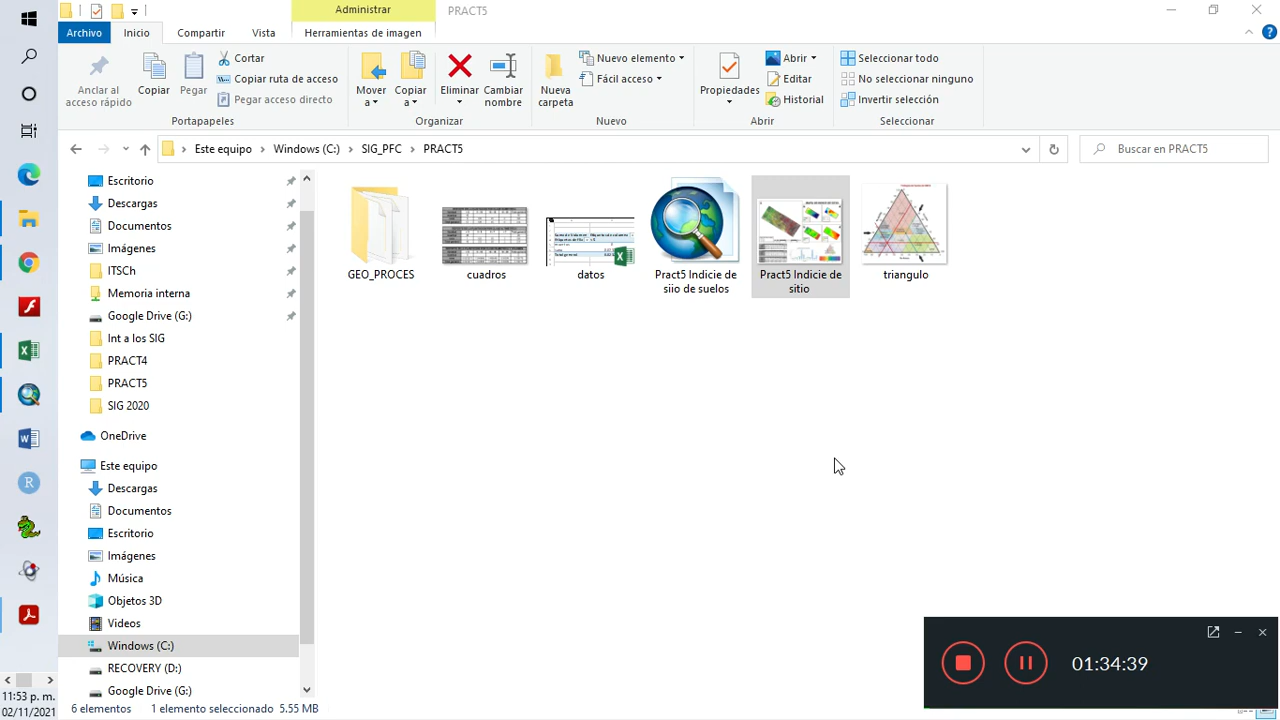 Administrar
PRACT5
Archivo
Inicio
Compartir
Vista
Herramientas de imagen
Anclar al
acceso rápido
Copiar
Pegar
Cortar
Copiar ruta de acceso
Pegar acceso directo
Portapapeles
Mover
a
Copiar
a
Eliminar
Cambiar
nombre
Organizar
Nueva
carpeta
Nuevo elemento
Fácil acceso
Nuevo
Propiedades
Abrir
Editar
Historial
Abrir
Seleccionar todo
No seleccionar ninguno
Invertir selección
Seleccionar
Este equipo
Windows (C:)
SIG_PFC
PRACT5
Buscar en PRACT5
Escritorio
Descargas
Documentos
Imágenes
ITSCh
Memoria interna
Google Drive (G:)
Int a los SIG
PRACT4
PRACT5
SIG 2020
OneDrive
Este equipo
Descargas
Documentos
Escritorio
Imágenes
Música
Objetos 3D
Videos
Windows (C:)
RECOVERY (D:)
Google Drive (G:)
GEO_PROCES
cuadros
datos
Pract5 Indicie de
siio de suelos
Pract5 Indicie de
sitio
triangulo
6 elementos
1 elemento seleccionado 5.55 MB
11:53 p. m.
02/11/2021
01:34:39